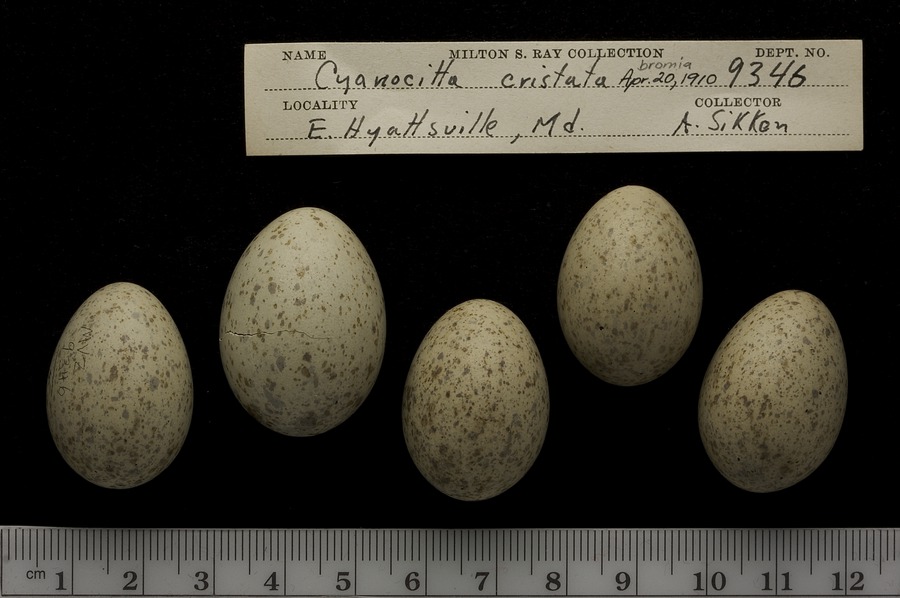 NAME MILTON S. RAY COLLECTION DEPT. NO.
bromia
Cyanocitta cristata Apr. 20, 1910 9346
LOCALITY COLLECTOR
E. Hyattsville, Md. A. Sikken
cm 1 2 3 4 5 6 7 8 9 10 11 12